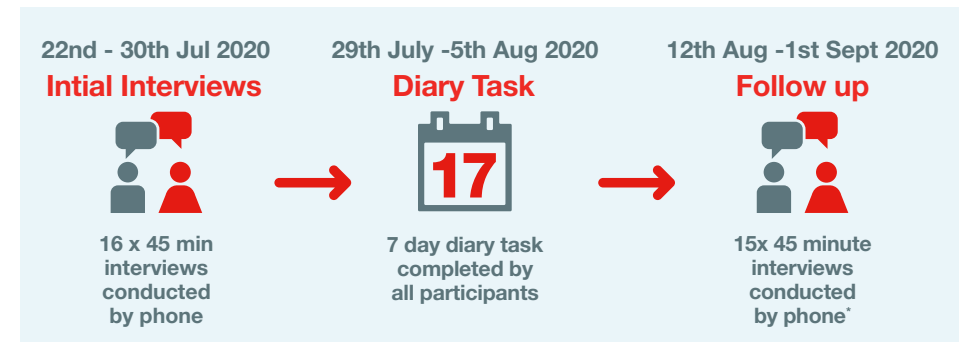 22nd - 30th Jul 2020
Intial Interviews
16 x 45 min
interviews
conducted
by phone
29th July -5th Aug 2020
Diary Task
17
7 day diary task
completed by
all participants
12th Aug -1st Sept 2020
Follow up
15x 45 minute
interviews
conducted
by phone*